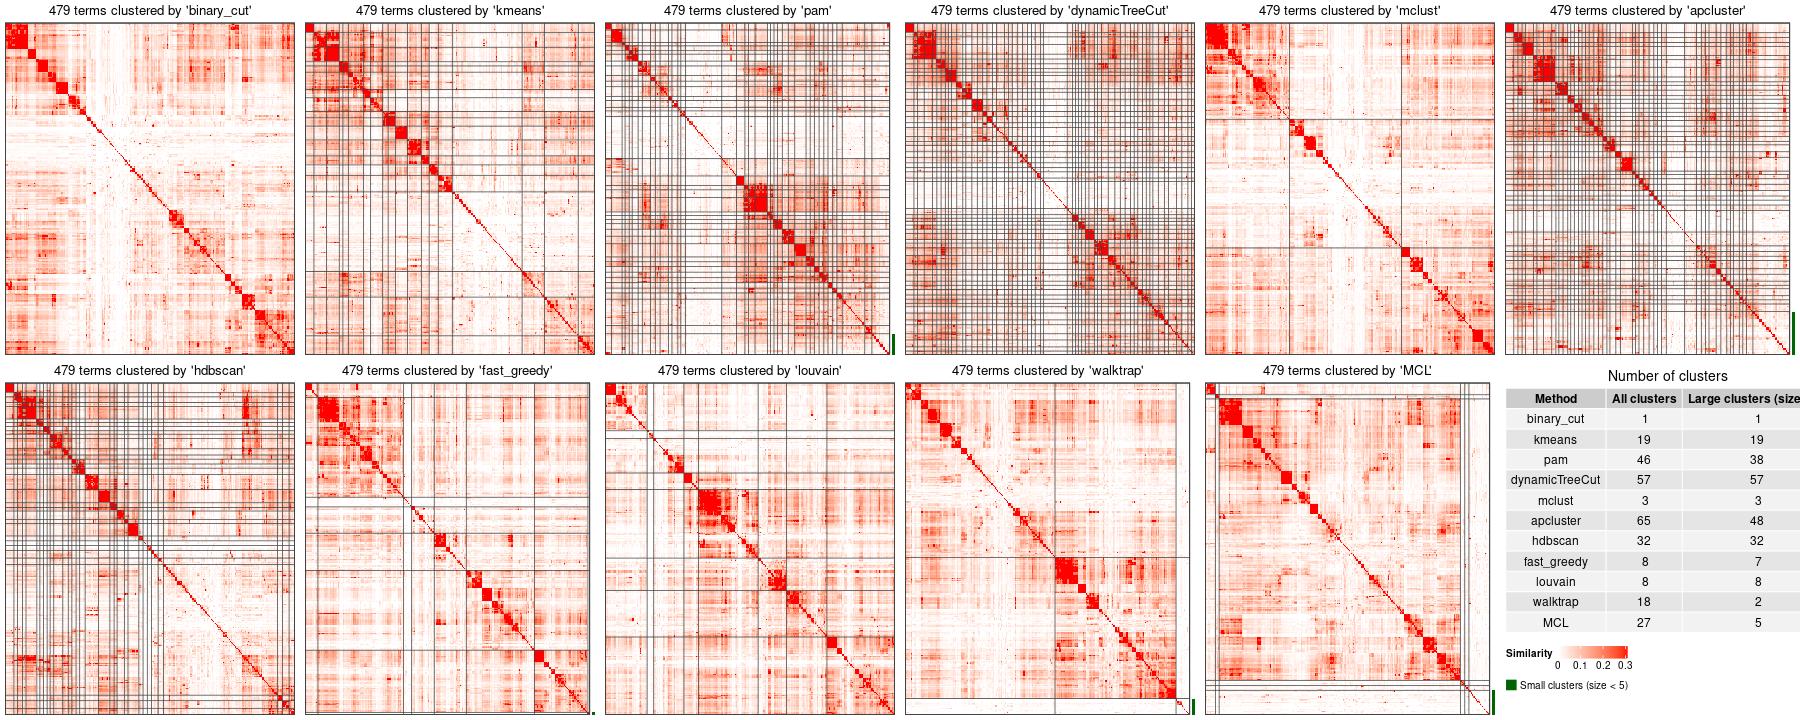 479 terms clustered by 'binary_cut'
479 terms clustered by 'kmeans'
479 terms clustered by 'pam'
479 terms clustered by 'dynamicTreeCut'
479 terms clustered by 'mclust'
479 terms clustered by 'apcluster'
479 terms clustered by 'hdbscan'
479 terms clustered by 'fast_greedy'
479 terms clustered by 'louvain'
479 terms clustered by 'walktrap'
479 terms clustered by 'MCL'
Number of clusters
Method All clusters Large clusters (size
binary_cut 1 1
kmeans 19 19
pam 46 38
dynamicTreeCut 57 57
mclust 3 3
apcluster 65 48
hdbscan 32 32
fast_greedy 8 7
louvain 8 8
walktrap 18 2
MCL 27 5
Similarity
0 0.1 0.2 0.3
Small clusters (size < 5)